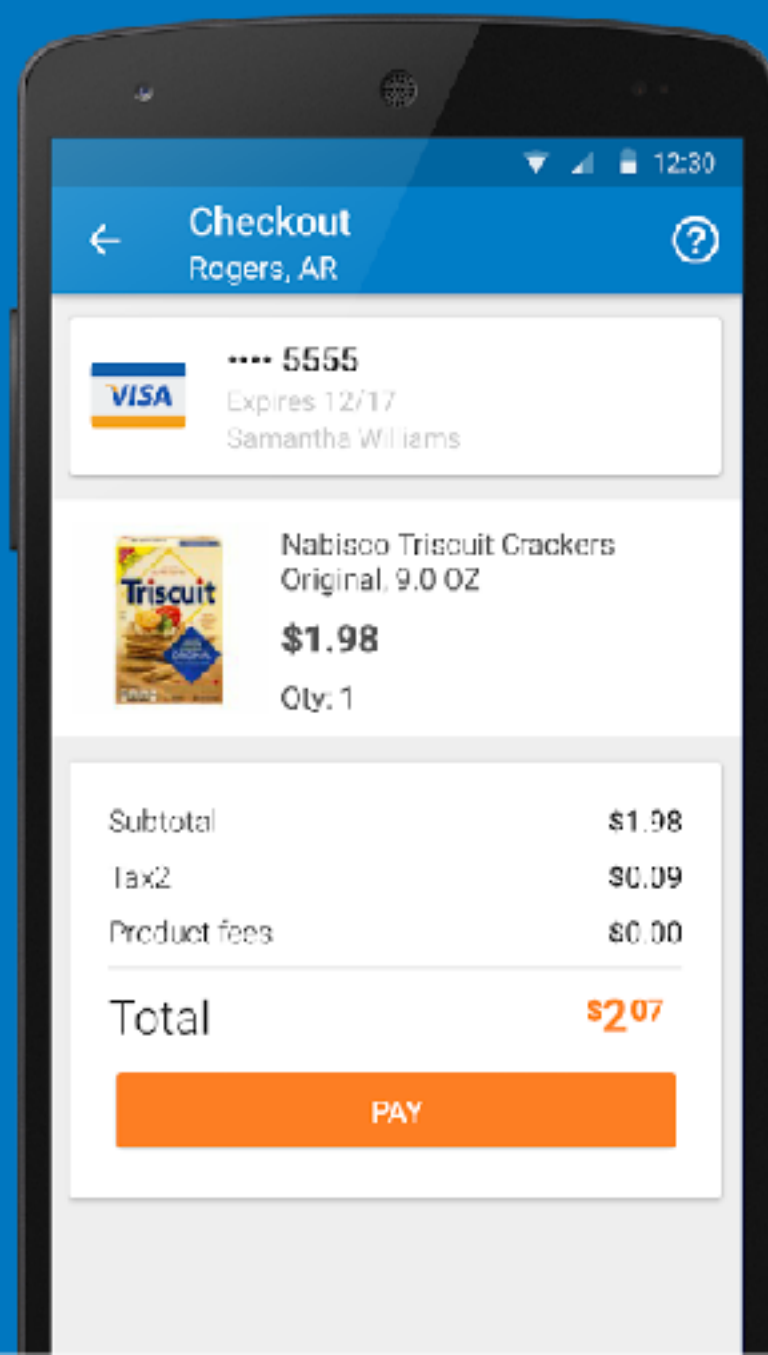 12:30
Checkout
Rogers, AR
VISA
•••• 5555
Expires 12/17
Samantha Williams
Triscuit
ORIGINAL
Nabisco Triscuit Crackers
Original, 9.0 OZ
$1.98
Qty: 1
Subtotal $1.98
Tax2 $0.09
Product fees $0.00
Total $2 07
PAY